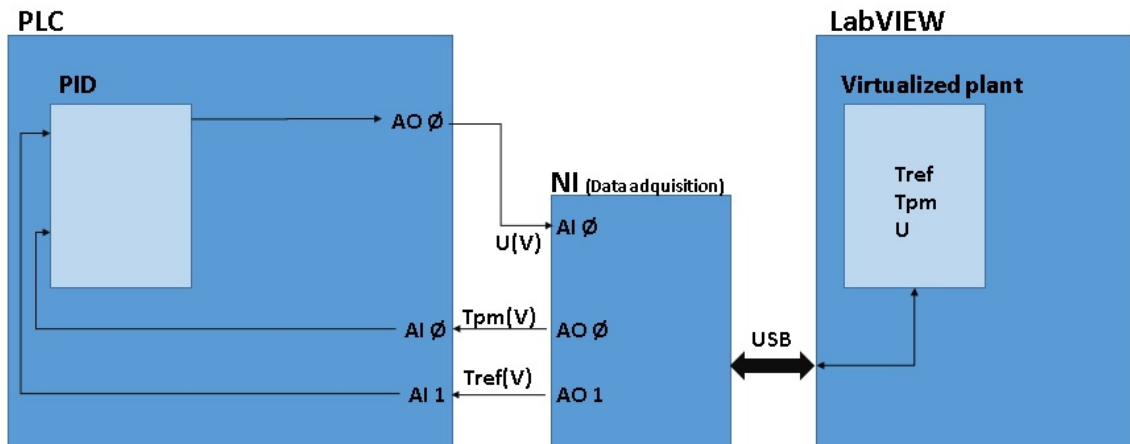 PLC
PID
AO Ø
U(V)
Tpm(V)
AI Ø
Tref(V)
AI 1
NI (Data adquisition)
AI Ø
AO Ø
AO 1
USB
LabVIEW
Virtualized plant
Tref
Tpm
U